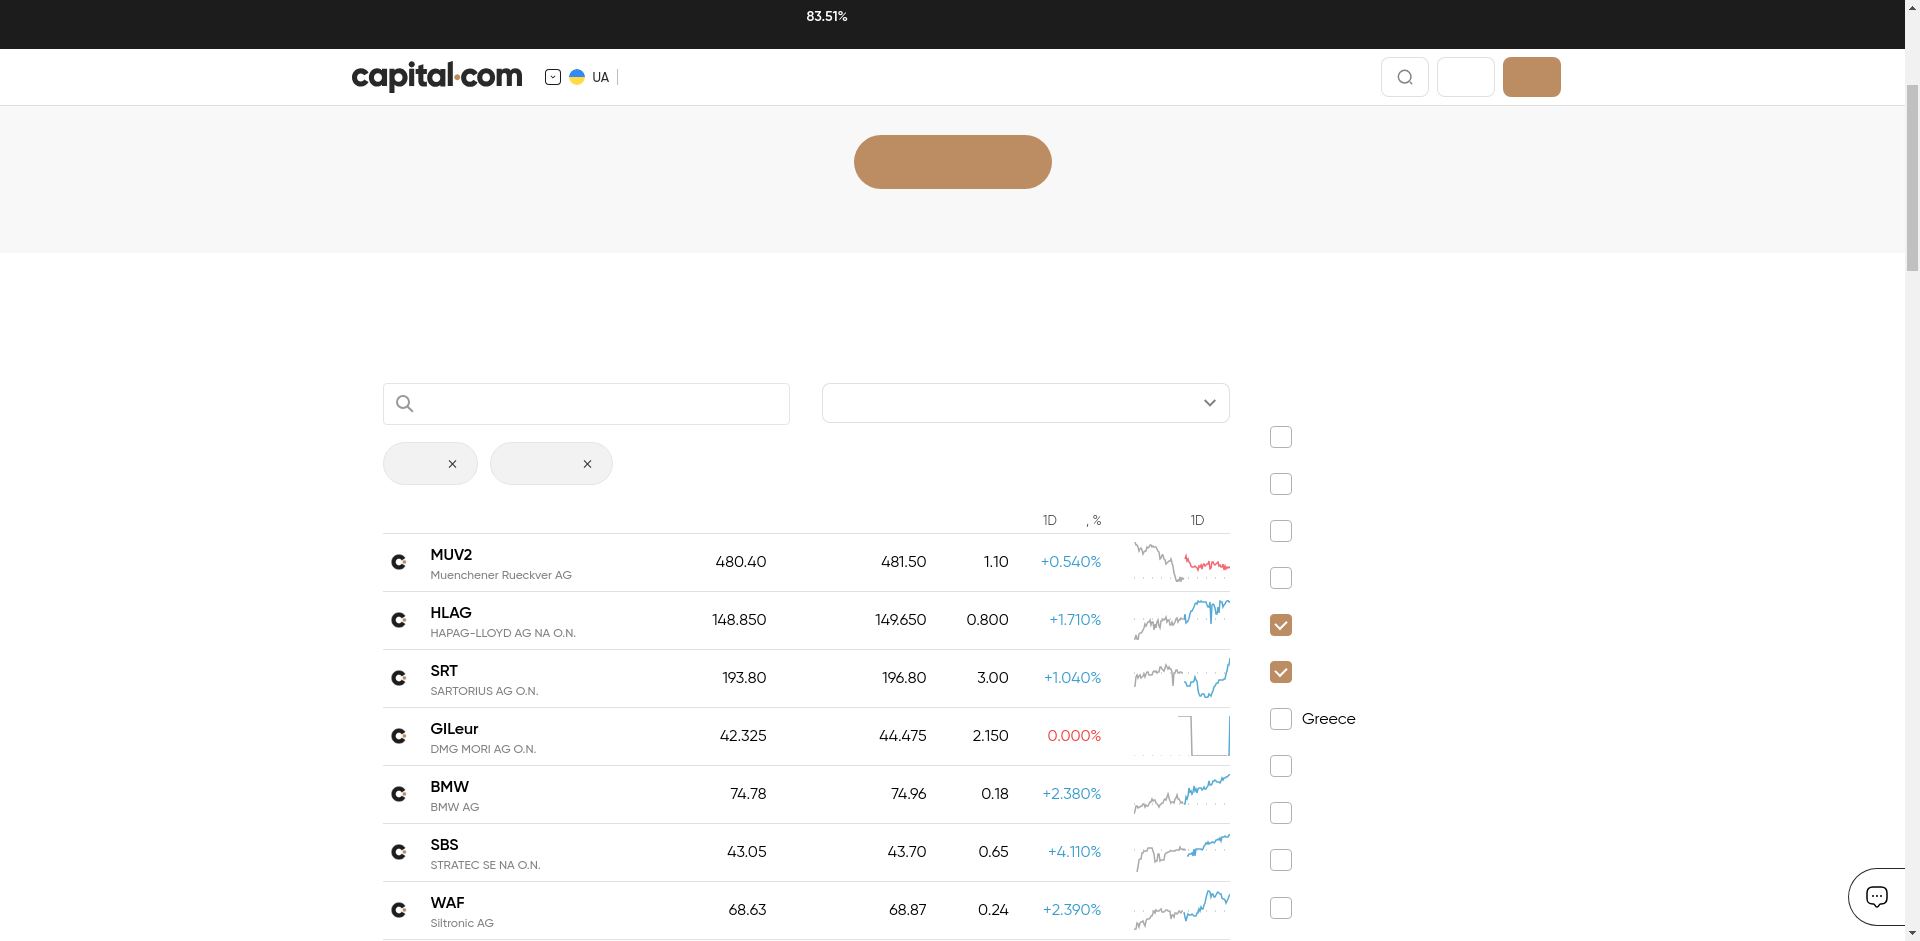 83.51%
capital.com
UA
1D , % 1D
MUV2
Muenchener Rueckver AG
480.40 481.50 1.10 +0.540%
HLAG
HAPAG-LLOYD AG NA O.N.
148.850 149.650 0.800 +1.710%
SRT
SARTORIUS AG O.N.
193.80 196.80 3.00 +1.040%
GILeur
DMG MORI AG O.N.
42.325 44.475 2.150 0.000%
BMW
BMW AG
74.78 74.96 0.18 +2.380%
SBS
STRATEC SE NA O.N.
43.05 43.70 0.65 +4.110%
WAF
Siltronic AG
68.63 68.87 0.24 +2.390%
Greece